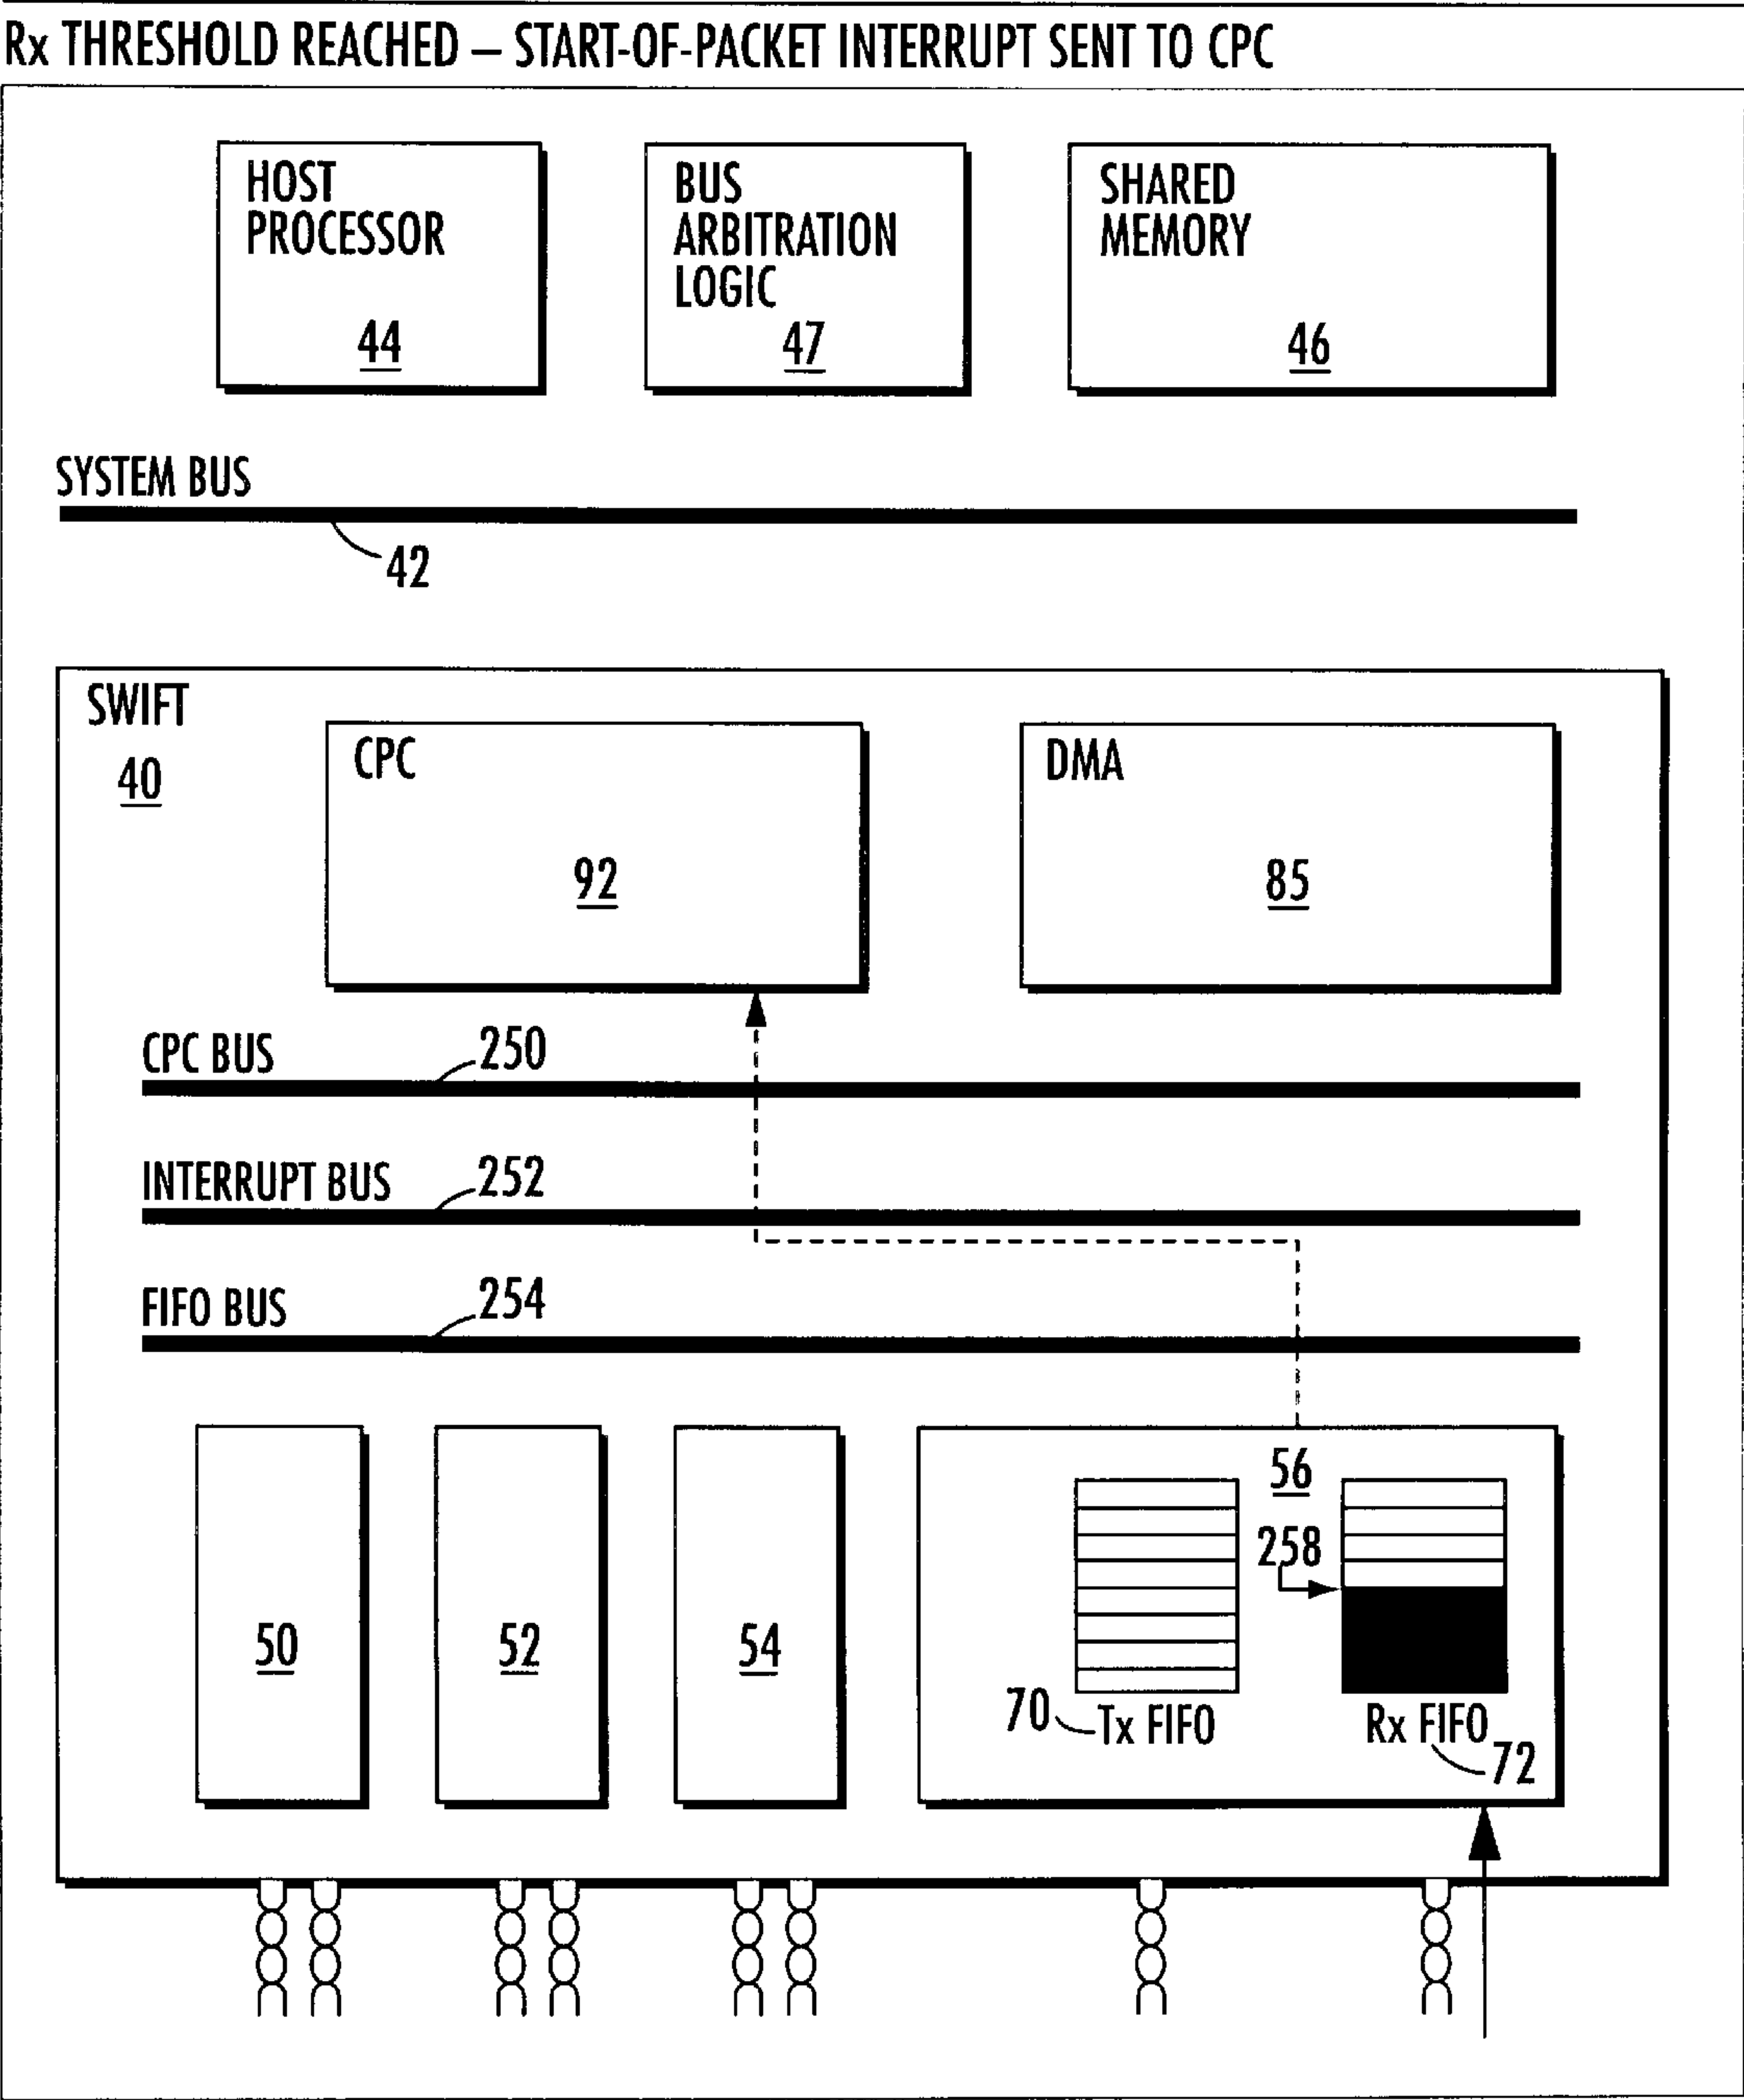 Rx THRESHOLD REACHED – START-OF-PACKET INTERRUPT SENT TO CPC
HOST
PROCESSOR
44
BUS
ARBITRATION
LOGIC
47
SHARED
MEMORY
46
SYSTEM BUS
42
SWIFT
40
CPC
92
DMA
85
CPC BUS
250
INTERRUPT BUS
252
FIFO BUS
254
50
52
54
56
258
70
Tx FIFO
Rx FIFO
72